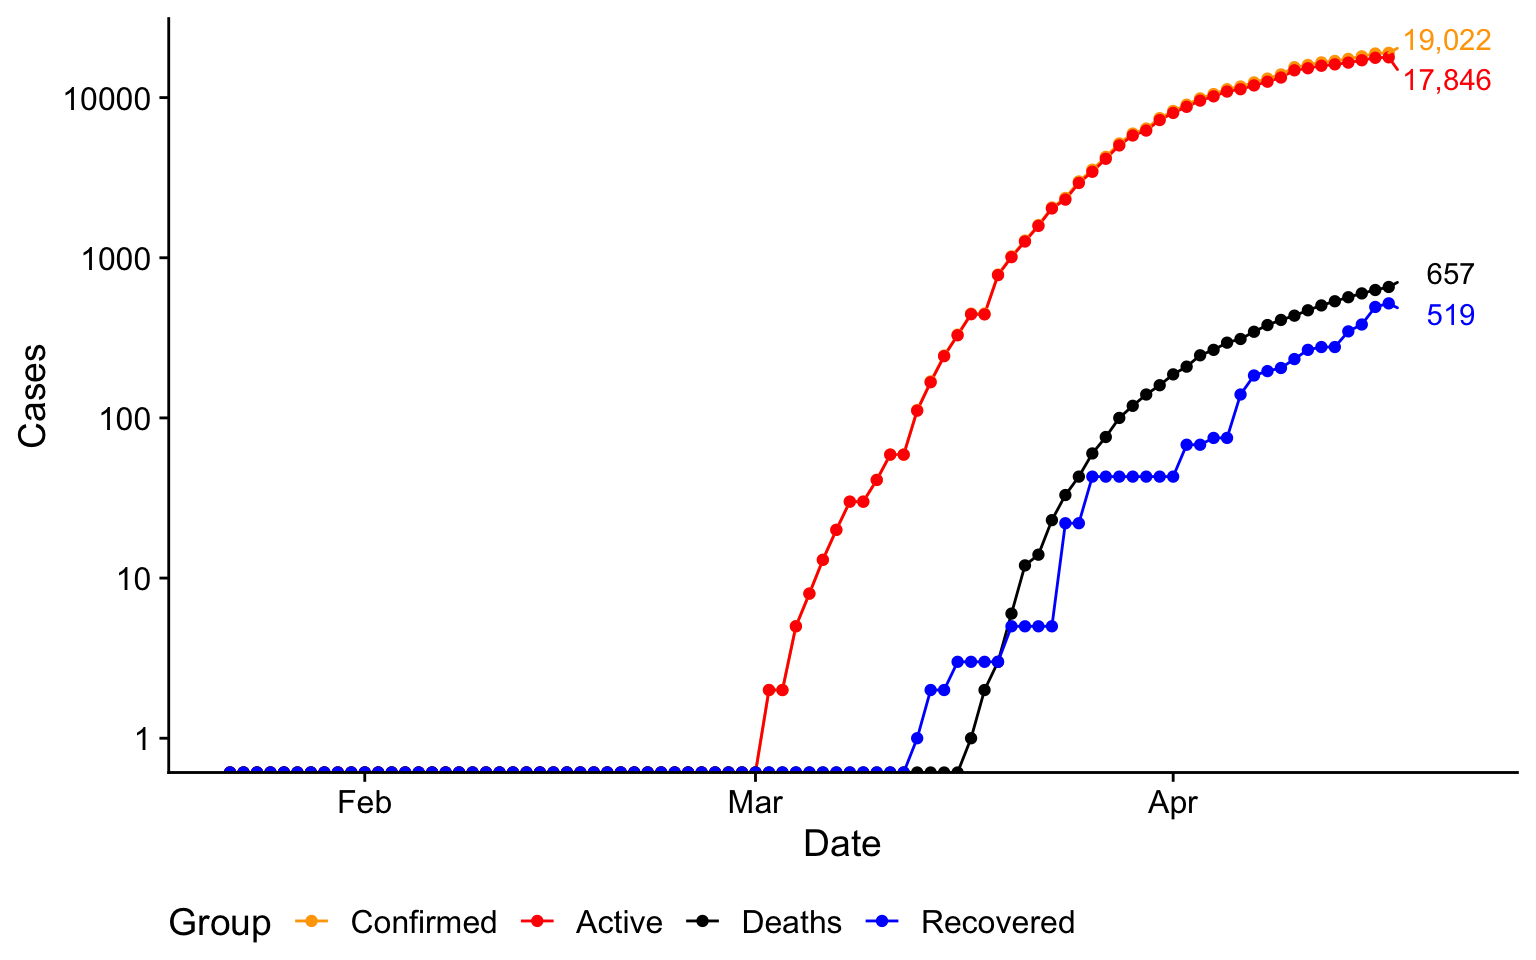 19,022
17,846
10000
1000
657
519
100
10
1
Cases
Feb Mar Apr
Date
Group Confirmed Active Deaths Recovered